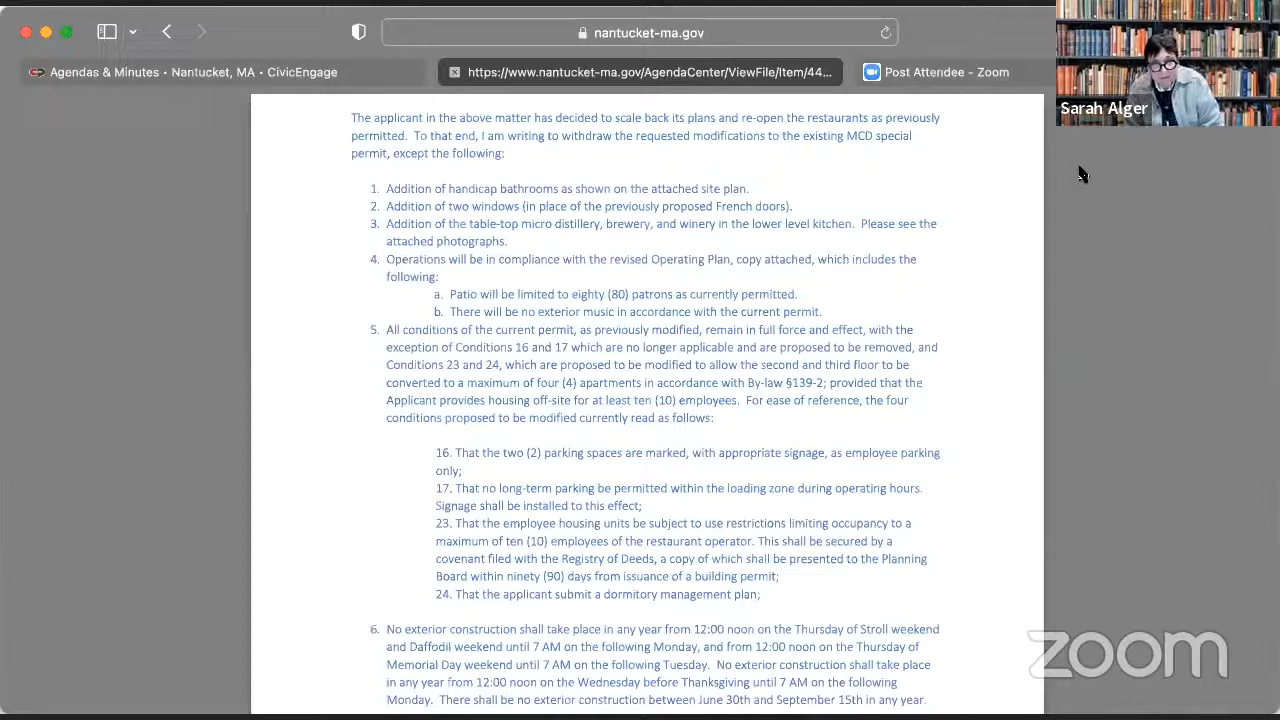 nantucket-ma.gov
Agendas & Minutes • Nantucket, MA • CivicEngage
https://www.nantucket-ma.gov/AgendaCenter/ViewFile/Item/44...
Post Attendee - Zoom
Sarah Alger
The applicant in the above matter has decided to scale back its plans and re-open the restaurants as previously
permitted. To that end, I am writing to withdraw the requested modifications to the existing MCD special
permit, except the following:
1. Addition of handicap bathrooms as shown on the attached site plan.
2. Addition of two windows (in place of the previously proposed French doors).
3. Addition of the table-top micro distillery, brewery, and winery in the lower level kitchen. Please see the
attached photographs.
4. Operations will be in compliance with the revised Operating Plan, copy attached, which includes the
following:
a. Patio will be limited to eighty (80) patrons as currently permitted.
b. There will be no exterior music in accordance with the current permit.
5. All conditions of the current permit, as previously modified, remain in full force and effect, with the
exception of Conditions 16 and 17 which are no longer applicable and are proposed to be removed, and
Conditions 23 and 24, which are proposed to be modified to allow the second and third floor to be
converted to a maximum of four (4) apartments in accordance with By-law §139-2; provided that the
Applicant provides housing off-site for at least ten (10) employees. For ease of reference, the four
conditions proposed to be modified currently read as follows:
16. That the two (2) parking spaces are marked, with appropriate signage, as employee parking
only;
17. That no long-term parking be permitted within the loading zone during operating hours.
Signage shall be installed to this effect;
23. That the employee housing units be subject to use restrictions limiting occupancy to a
maximum of ten (10) employees of the restaurant operator. This shall be secured by a
covenant filed with the Registry of Deeds, a copy of which shall be presented to the Planning
Board within ninety (90) days from issuance of a building permit;
24. That the applicant submit a dormitory management plan;
6. No exterior construction shall take place in any year from 12:00 noon on the Thursday of Stroll weekend
and Daffodil weekend until 7 AM on the following Monday, and from 12:00 noon on the Thursday of
Memorial Day weekend until 7 AM on the following Tuesday. No exterior construction shall take place
in any year from 12:00 noon on the Wednesday before Thanksgiving until 7 AM on the following
Monday. There shall be no exterior construction between June 30th and September 15th in any year.
zoom